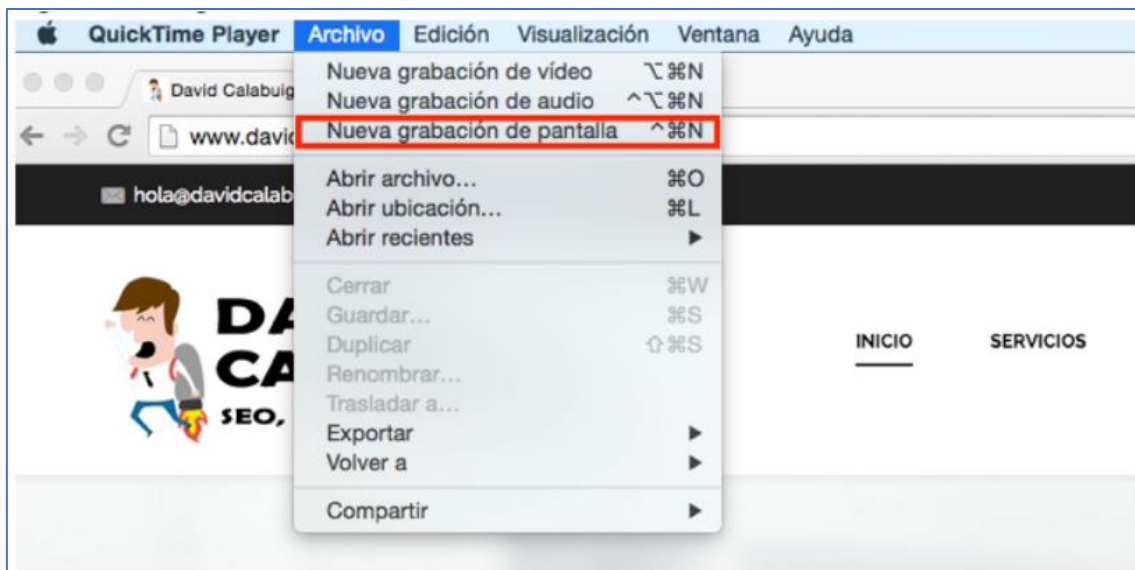 QuickTime Player Archivo Edición Visualización Ventana Ayuda
Nueva grabación de vídeo ⌥⌘N
David Calabuig
Nueva grabación de audio ^⌥⌘N
www.davi
Nueva grabación de pantalla ^⌘N
Abrir archivo... ⌘O
hola@davidcalab
Abrir ubicación... ⌘L
Abrir recientes ▶
Cerrar ⌘W
Guardar... ⌘S
Duplicar ⇧⌘S
Renombrar...
Trasladar a...
Exportar ▶
Volver a ▶
Compartir ▶
DA
CA
SEO,
INICIO SERVICIOS